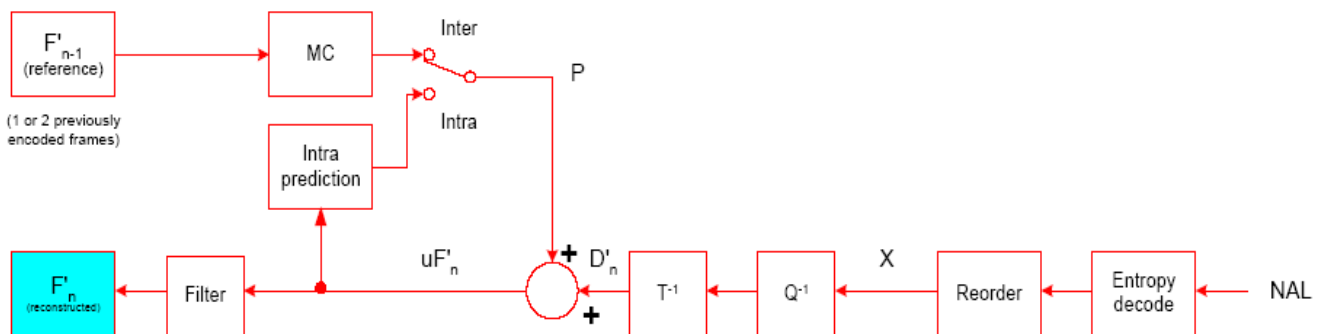 F'n-1
(reference)
MC
Inter
P
(1 or 2 previously
encoded frames)
Intra
Intra
prediction
F'n
(reconstructed)
Filter
uF'n
+
D'n
+
T-1
Q-1
X
Reorder
Entropy
decode
NAL